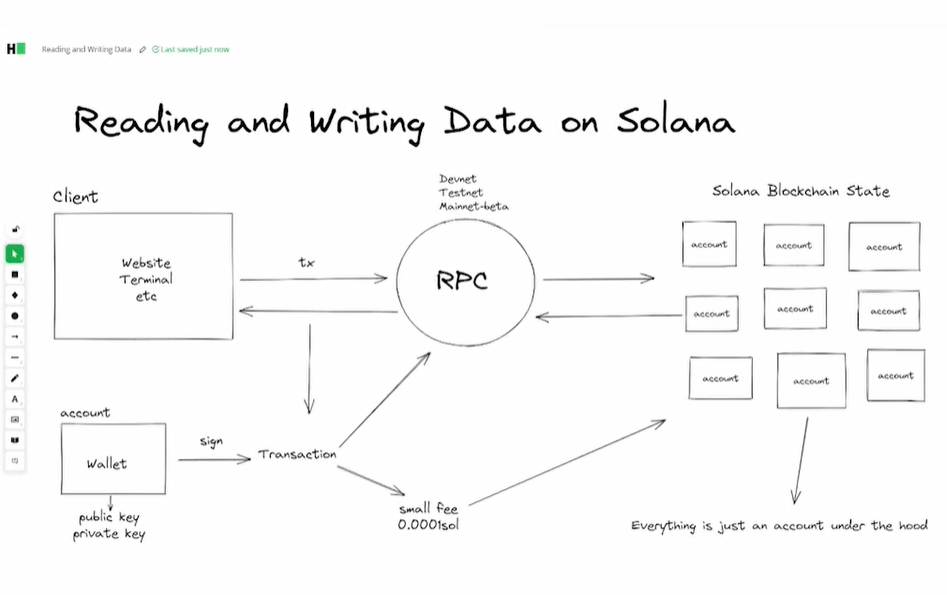 H
Reading and Writing Data
Last saved just now
Reading and Writing Data on Solana
Client
Website
Terminal
etc
tx
Devnet
Testnet
Mainnet-beta
RPC
Solana Blockchain State
account
account
account
account
account
account
account
account
account
account
Wallet
public key
private key
sign
Transaction
small fee
0.0001sol
Everything is just an account under the hood
A